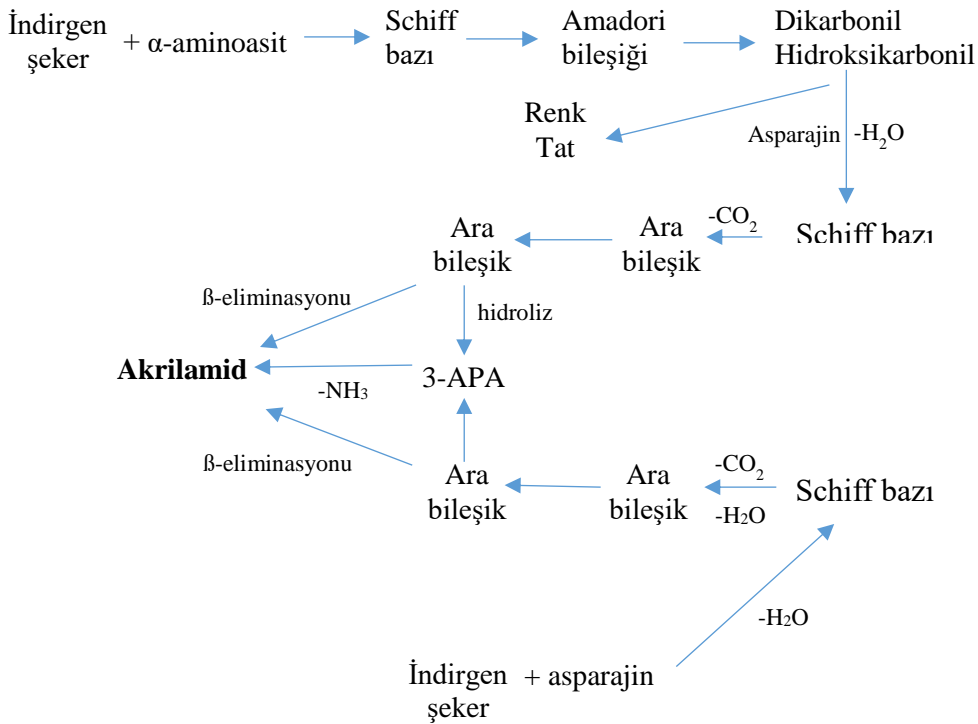 İndirgen şeker + α-aminoasit
Schiff bazı
Amadori bileşiği
Dikarbonil
Hidroksikarbonil
Renk
Tat
Asparajin
-H₂O
Schiff bazı
-CO₂
Ara bileşik
Ara bileşik
ß-eliminasyonu
hidroliz
Akrilamid
-NH₃
3-APA
ß-eliminasyonu
Ara bileşik
Ara bileşik
-CO₂
-H₂O
Schiff bazı
-H₂O
İndirgen şeker + asparajin